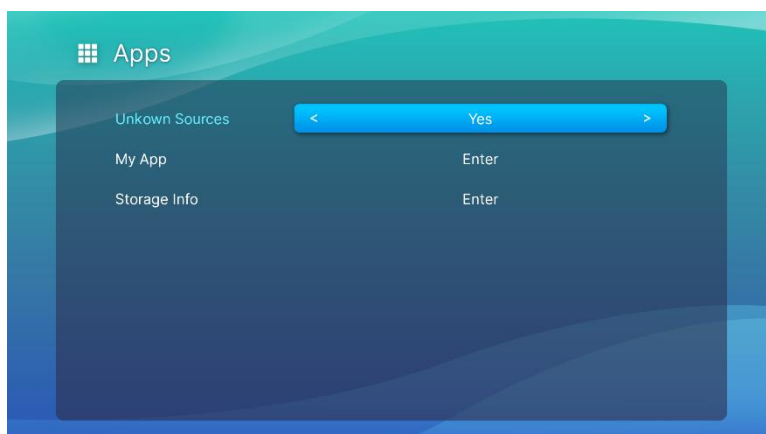 Apps
Unkown Sources < Yes >
My App Enter
Storage Info Enter